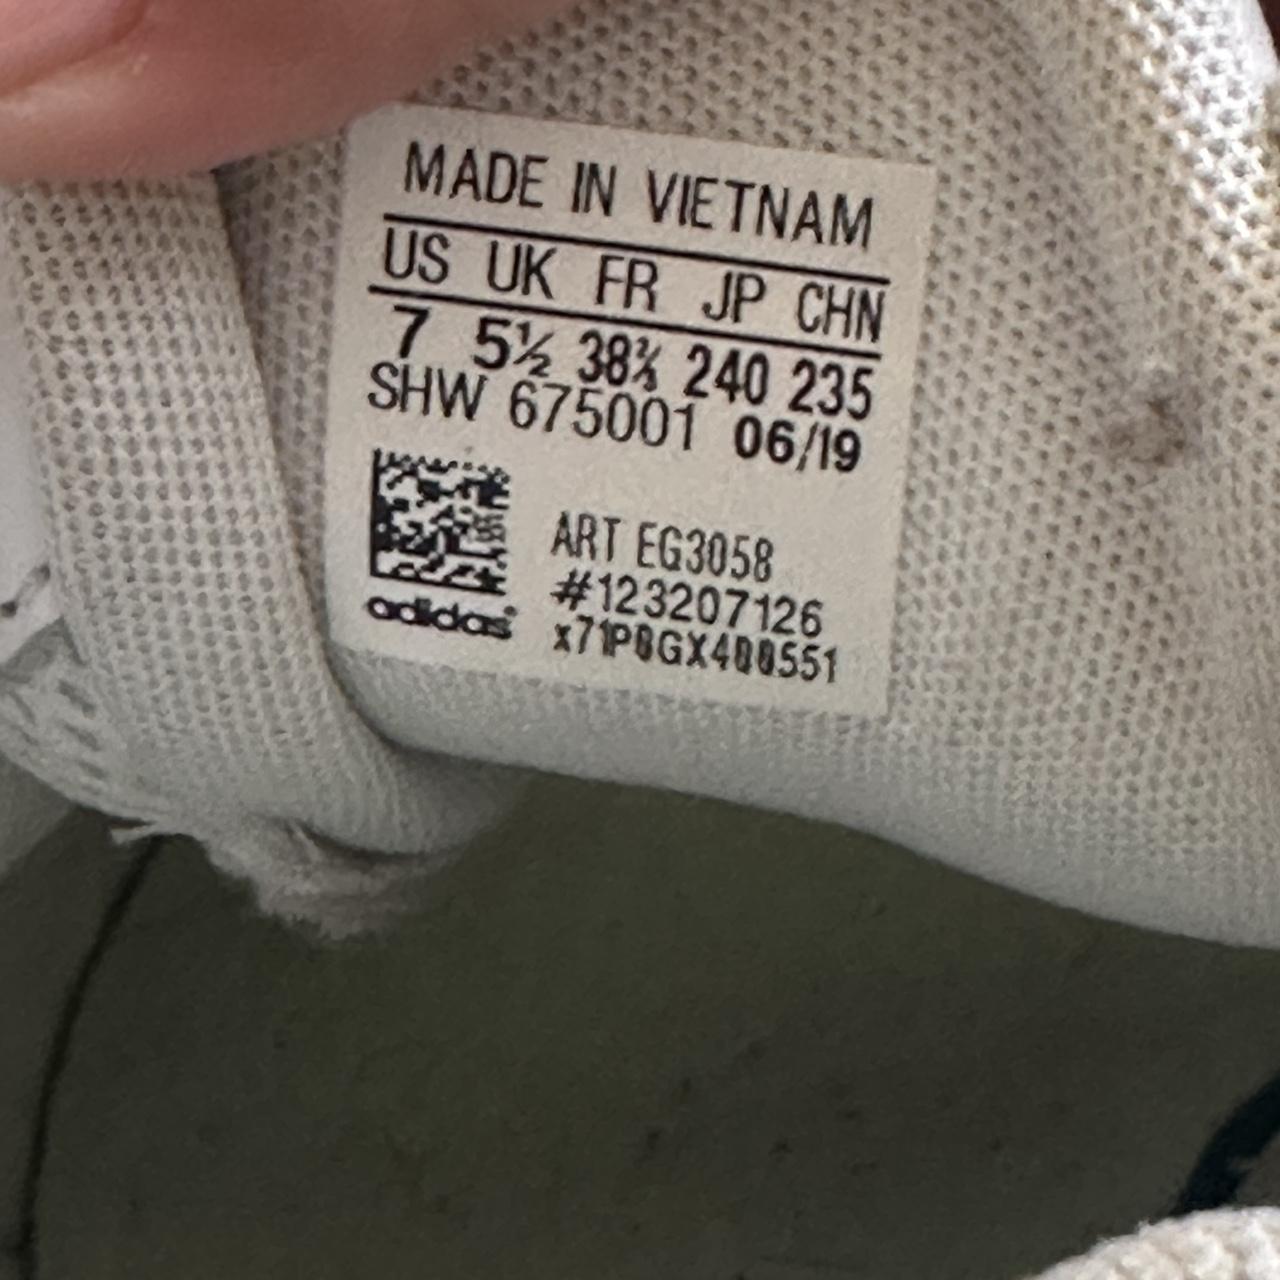 MADE IN VIETNAM
US UK FR JP CHN
7 5½ 38⅔ 240 235
SHW 675001 06/19
ART EG3058
#123207126
adidas
x71P0GX400551